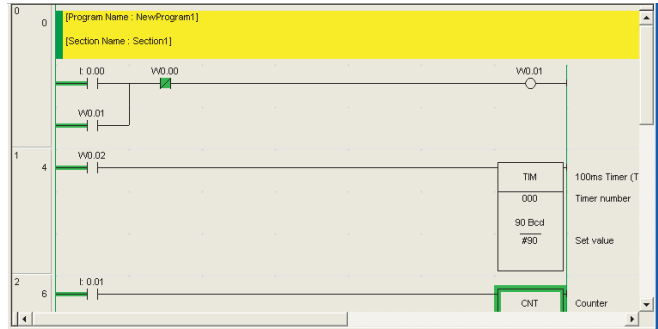 0
0
[Program Name : NewProgram1]
[Section Name : Section1]
I: 0.00 W0.00 W0.01
W0.01
1
4
W0.02
TIM 100ms Timer (T
000 Timer number
90 Bcd
#90 Set value
2
6
I: 0.01
CNT Counter